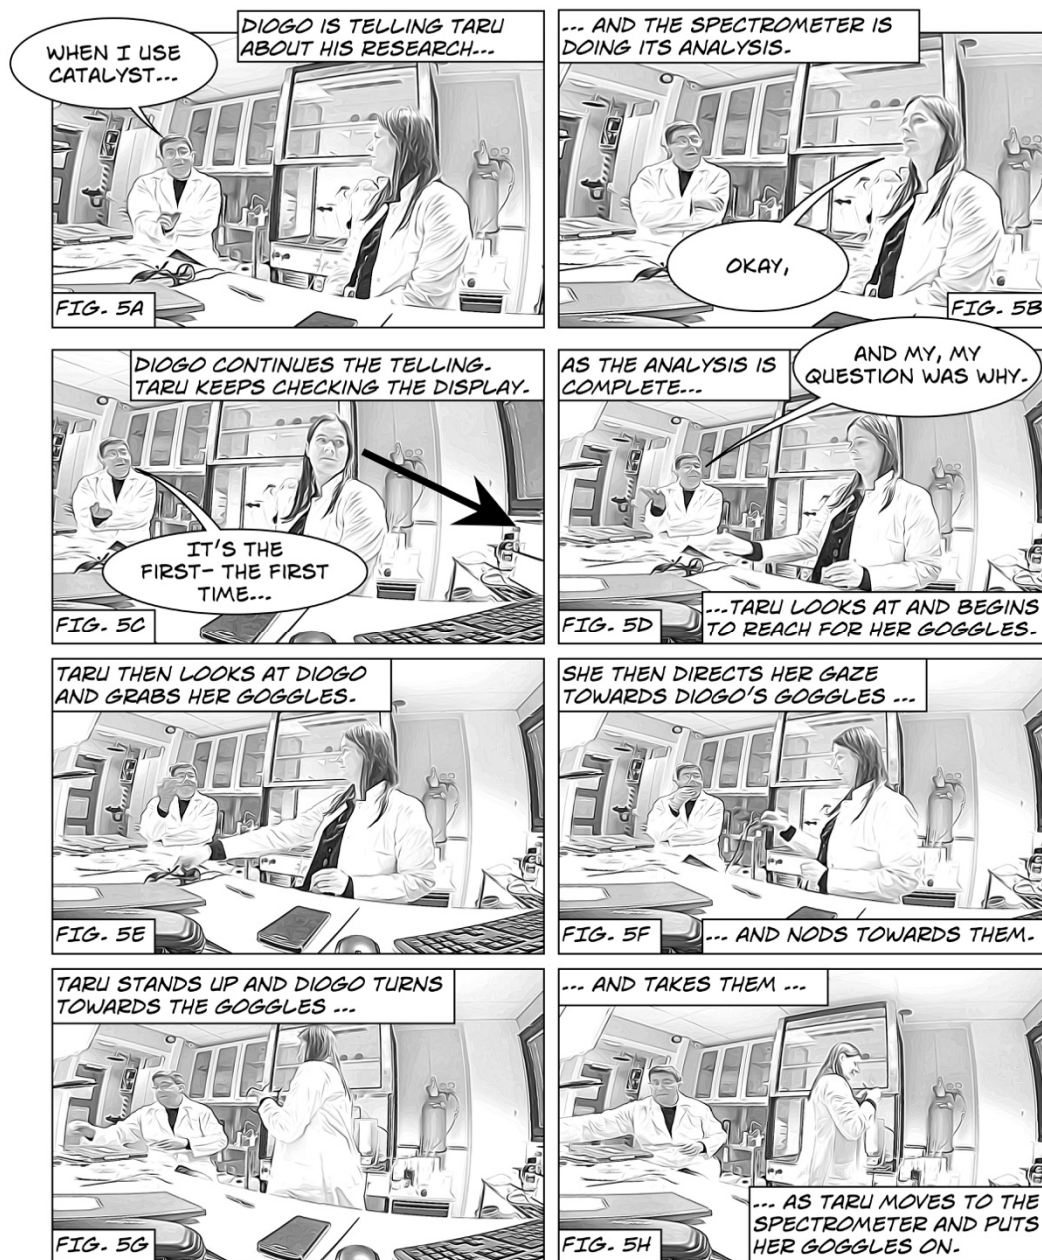 DIOGO IS TELLING TARU
ABOUT HIS RESEARCH...
WHEN I USE
CATALYST...
FIG. 5A
... AND THE SPECTROMETER IS
DOING ITS ANALYSIS.
OKAY,
FIG. 5B
DIOGO CONTINUES THE TELLING.
TARU KEEPS CHECKING THE DISPLAY.
IT'S THE
FIRST- THE FIRST
TIME...
FIG. 5C
AS THE ANALYSIS IS
COMPLETE...
AND MY, MY
QUESTION WAS WHY.
...TARU LOOKS AT AND BEGINS
TO REACH FOR HER GOGGLES.
FIG. 5D
TARU THEN LOOKS AT DIOGO
AND GRABS HER GOGGLES.
FIG. 5E
SHE THEN DIRECTS HER GAZE
TOWARDS DIOGO'S GOGGLES ...
... AND NODS TOWARDS THEM.
FIG. 5F
TARU STANDS UP AND DIOGO TURNS
TOWARDS THE GOGGLES ...
FIG. 5G
... AND TAKES THEM ...
... AS TARU MOVES TO THE
SPECTROMETER AND PUTS
HER GOGGLES ON.
FIG. 5H